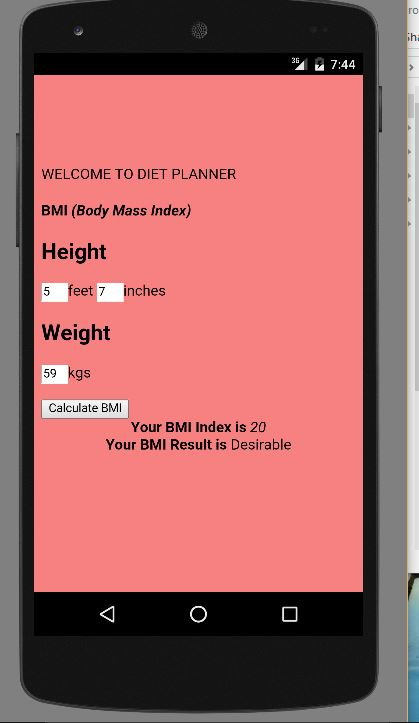 3G 7:44
WELCOME TO DIET PLANNER
BMI (Body Mass Index)
Height
5 feet 7 inches
Weight
59 kgs
Calculate BMI
Your BMI Index is 20
Your BMI Result is Desirable